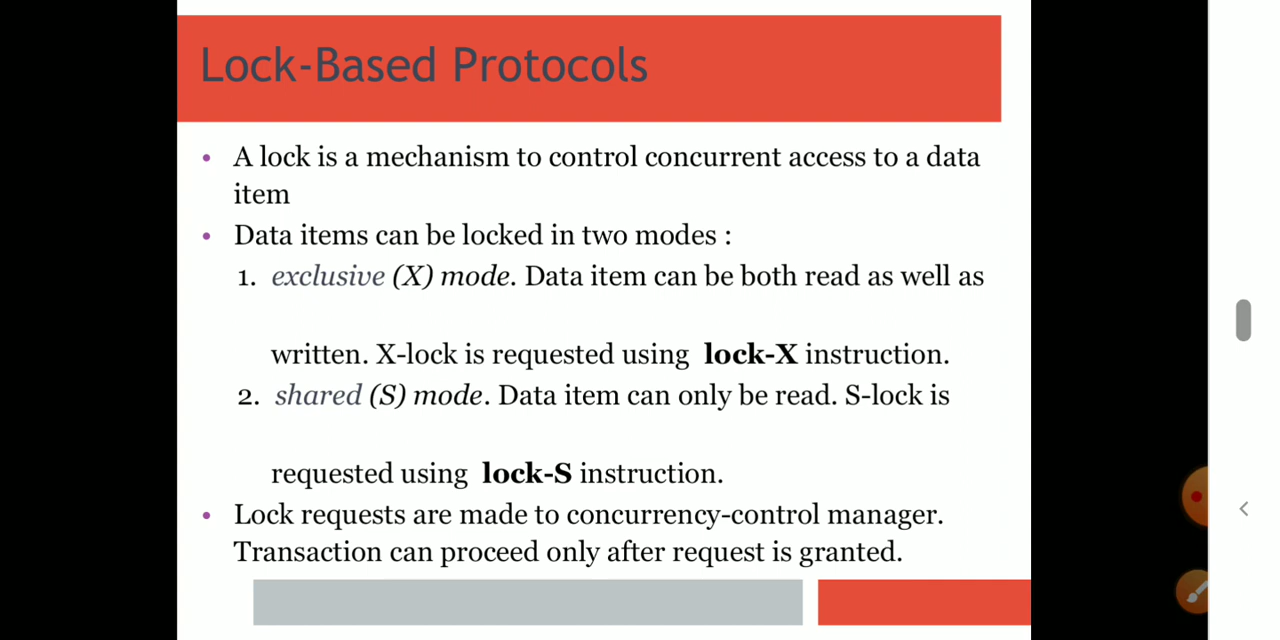 Lock-Based Protocols
• A lock is a mechanism to control concurrent access to a data
item
• Data items can be locked in two modes :
1. exclusive (X) mode. Data item can be both read as well as
written. X-lock is requested using lock-X instruction.
2. shared (S) mode. Data item can only be read. S-lock is
requested using lock-S instruction.
• Lock requests are made to concurrency-control manager.
Transaction can proceed only after request is granted.